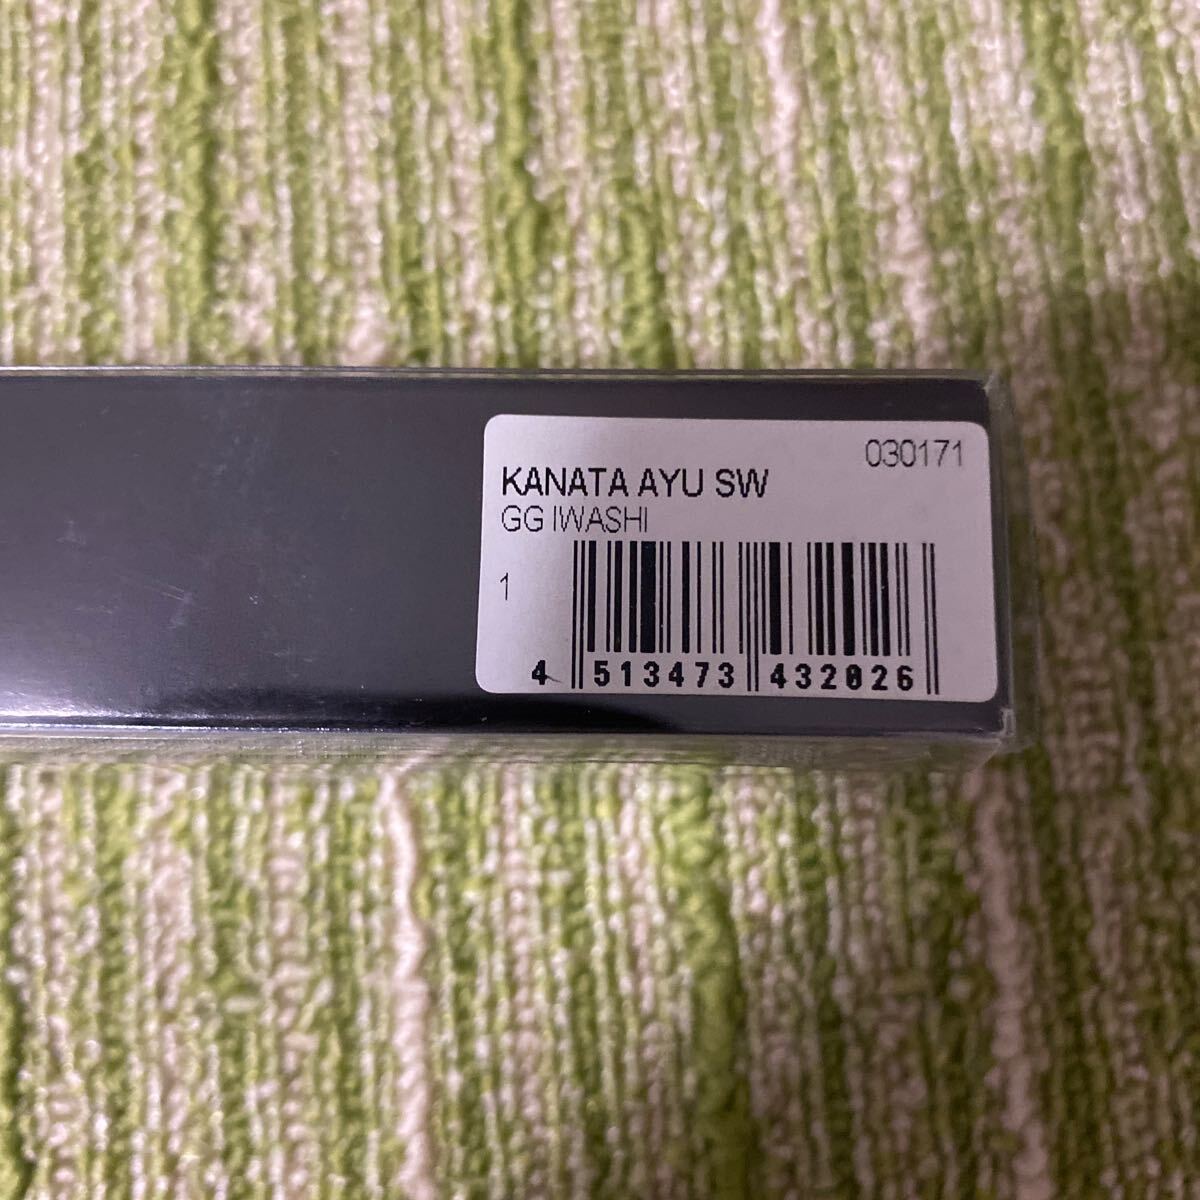 030171
KANATA AYU SW
GG IWASHI
1
4 513473 432026